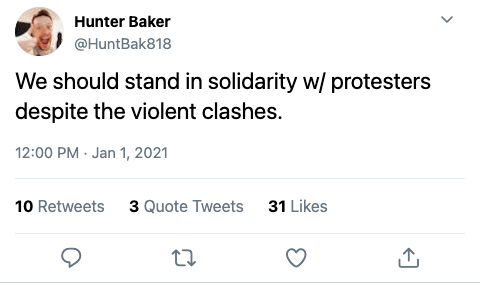 Hunter Baker
@HuntBak818
We should stand in solidarity w/ protesters
despite the violent clashes.
12:00 PM · Jan 1, 2021
10 Retweets 3 Quote Tweets 31 Likes